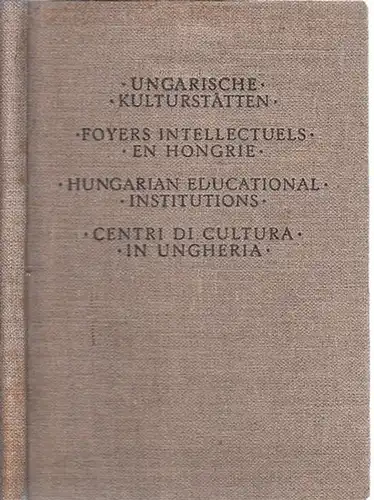 · UNGARISCHE ·
· KULTURSTÄTTEN ·
· FOYERS INTELLECTUELS ·
· EN HONGRIE ·
· HUNGARIAN EDUCATIONAL ·
· INSTITUTIONS ·
· CENTRI DI CULTURA ·
· IN UNGHERIA ·